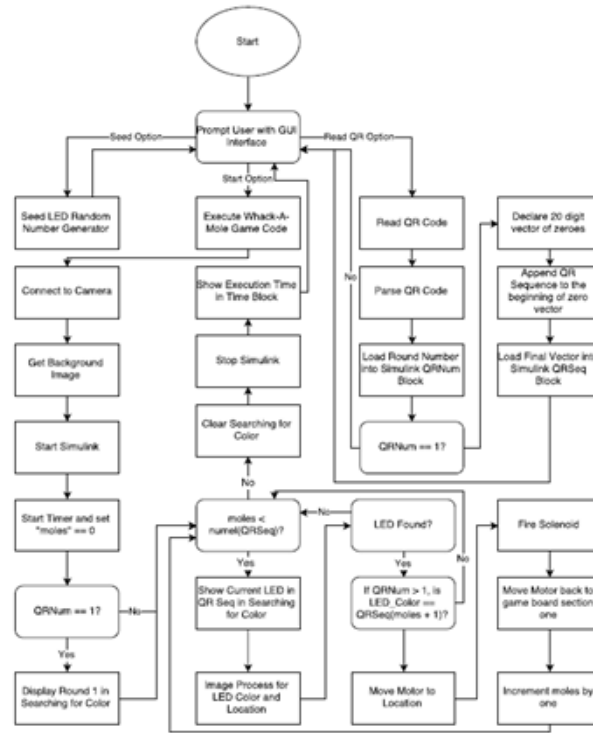 Start
Prompt User with GUI
Interface
Seed Option
Read QR Option
Start Option
Seed LED Random
Number Generator
Execute Whack-A-
Mole Game Code
Read QR Code
Declare 20 digit
vector of zeroes
Connect to Camera
Show Execution Time
in Time Block
No
Parse QR Code
Append QR
Sequence to the
beginning of zero
vector
Get Background
Image
Stop Simulink
Load Round Number
into Simulink QRNum
Block
Load Final Vector into
Simulink QRSeq
Block
Start Simulink
Clear Searching for
Color
QRNum == 1?
No
Start Timer and set
"moles" == 0
moles <
numel(QRSeq)?
No
LED Found?
Fire Solenoid
Yes
Yes
No
QRNum == 1?
No
Show Current LED in
QR Seq in Searching
for Color
If QRNum > 1, is
LED_Color ==
QRSeq(moles + 1)?
Move Motor back to
game board section
one
Yes
Display Round 1 in
Searching for Color
Image Process for
LED Color and
Location
Move Motor to
Location
Increment moles by
one